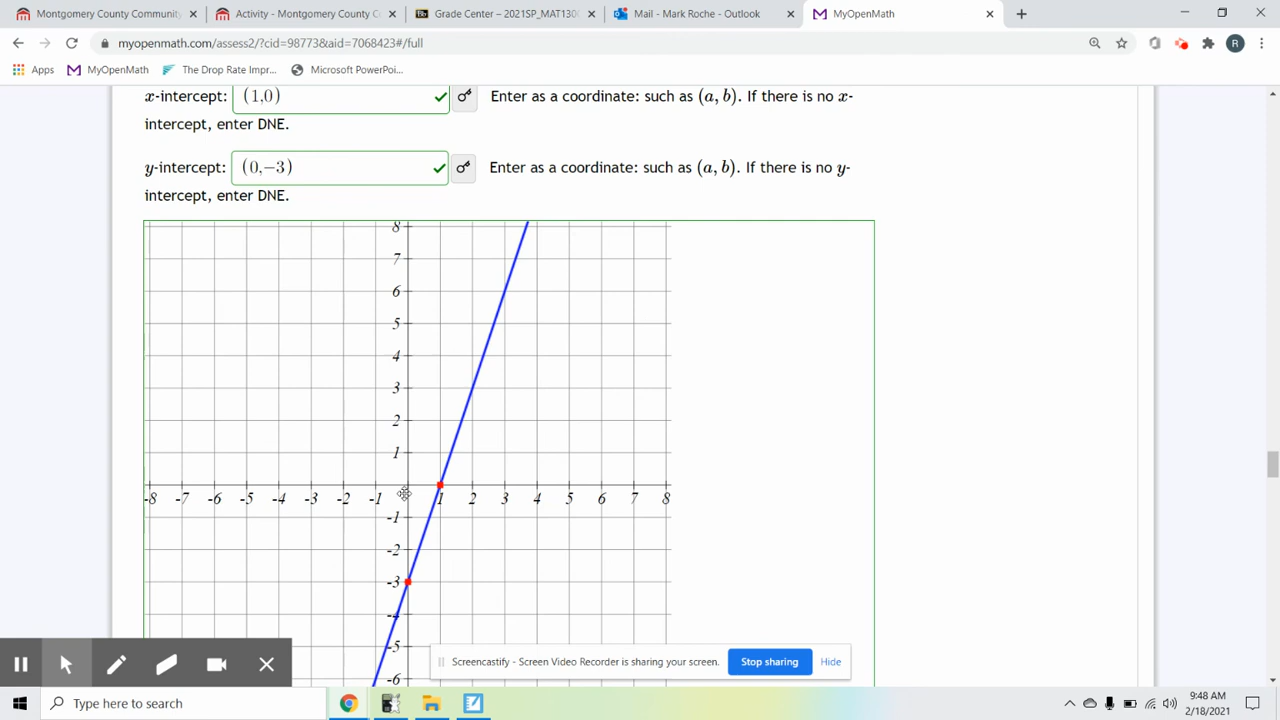 Montgomery County Community
Activity - Montgomery County C
Grade Center – 2021SP_MAT130
Mail - Mark Roche - Outlook
MyOpenMath
myopenmath.com/assess2/?cid=98773&aid=7068423#/full
R
Apps
MyOpenMath
The Drop Rate Impr...
Microsoft PowerPoi...
x-intercept: (1,0) Enter as a coordinate: such as (a, b). If there is no x-
intercept, enter DNE.
y-intercept: (0,−3) Enter as a coordinate: such as (a, b). If there is no y-
intercept, enter DNE.
8
7
6
5
4
3
2
1
-8 -7 -6 -5 -4 -3 -2 -1 1 2 3 4 5 6 7 8
-1
-2
-3
-4
-5
-6
Screencastify - Screen Video Recorder is sharing your screen. Stop sharing Hide
Type here to search
9:48 AM
2/18/2021